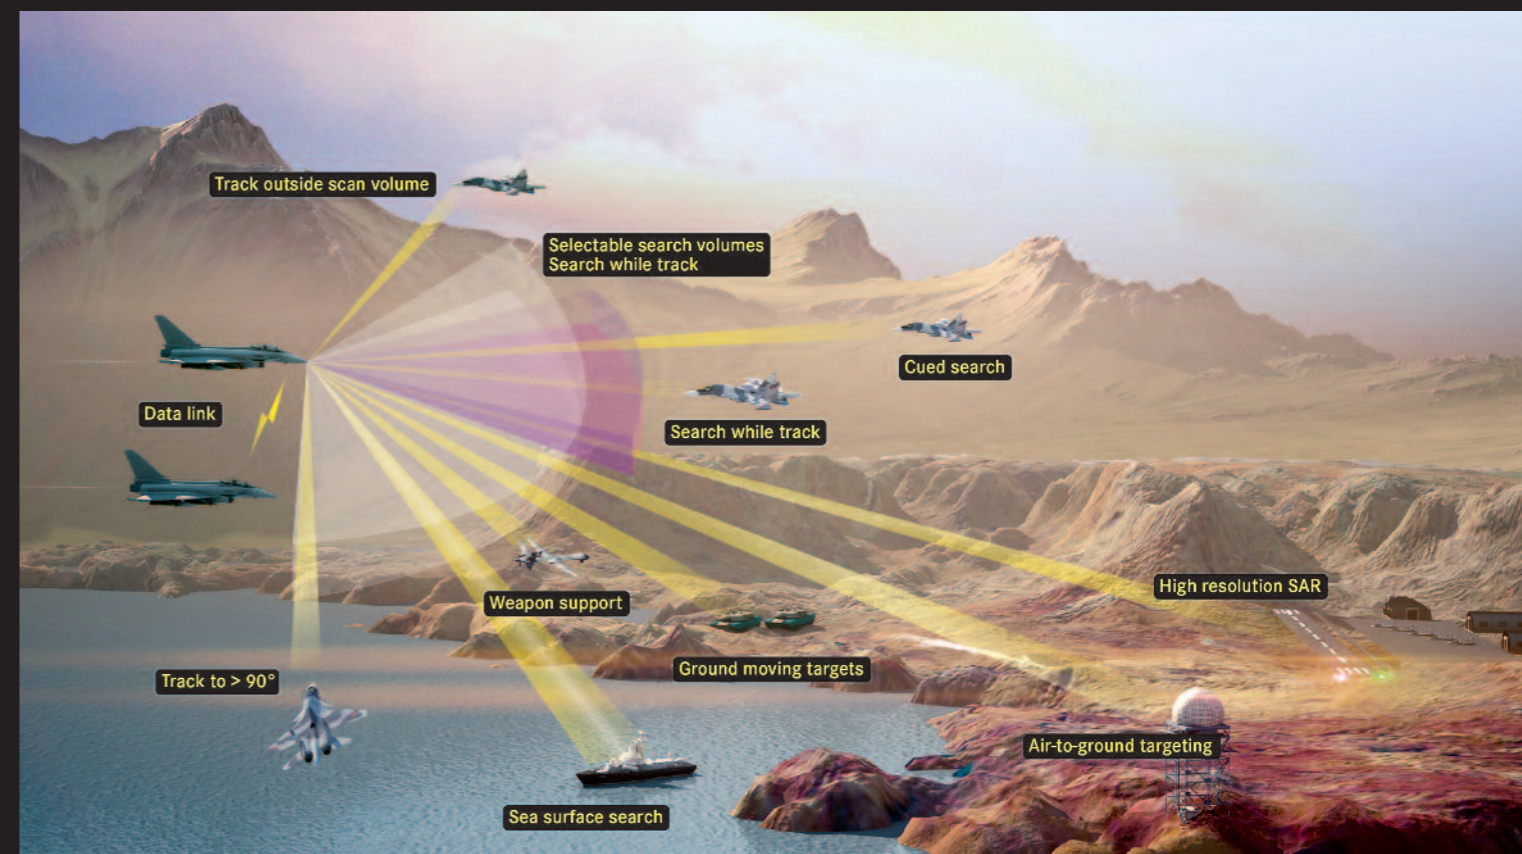 Track outside scan volume
Selectable search volumes
Search while track
Cued search
Data link
Search while track
High resolution SAR
Weapon support
Ground moving targets
Track to > 90°
Air-to-ground targeting
Sea surface search